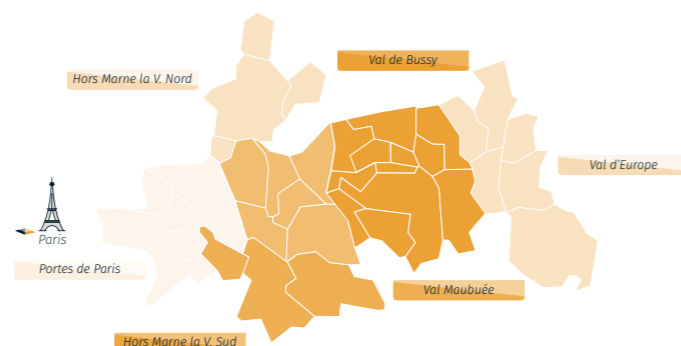 Val de Bussy
Hors Marne la V. Nord
Val d'Europe
Paris
Portes de Paris
Val Maubuée
Hors Marne la V. Sud